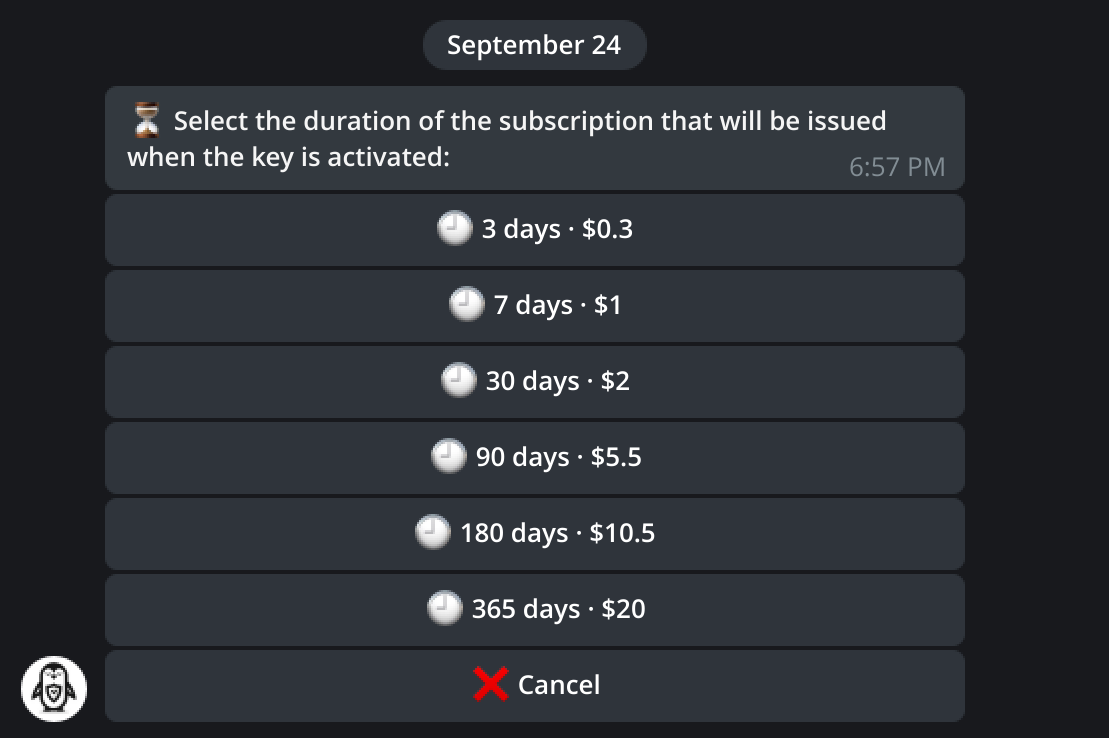 September 24
⏳ Select the duration of the subscription that will be issued
when the key is activated:
6:57 PM
🕘 3 days · $0.3
🕘 7 days · $1
🕘 30 days · $2
🕘 90 days · $5.5
🕘 180 days · $10.5
🕘 365 days · $20
❌ Cancel